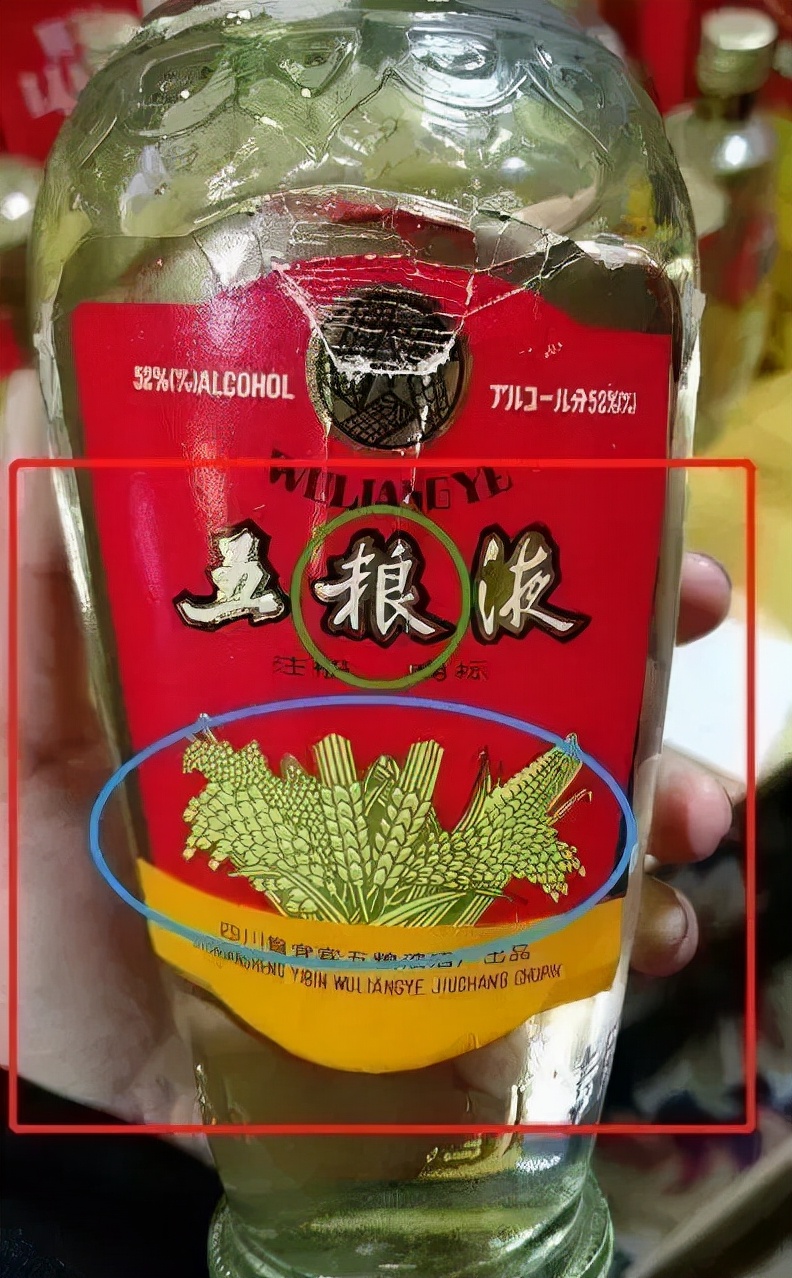 52%(V/V)ALCOHOL アルコール分52%(V/V)
WULIANGYE
五粮液
注册 商标
四川省宜宾五粮液酒厂出品
YIBIN WULIANGYE JIUCHANG CHUPIN